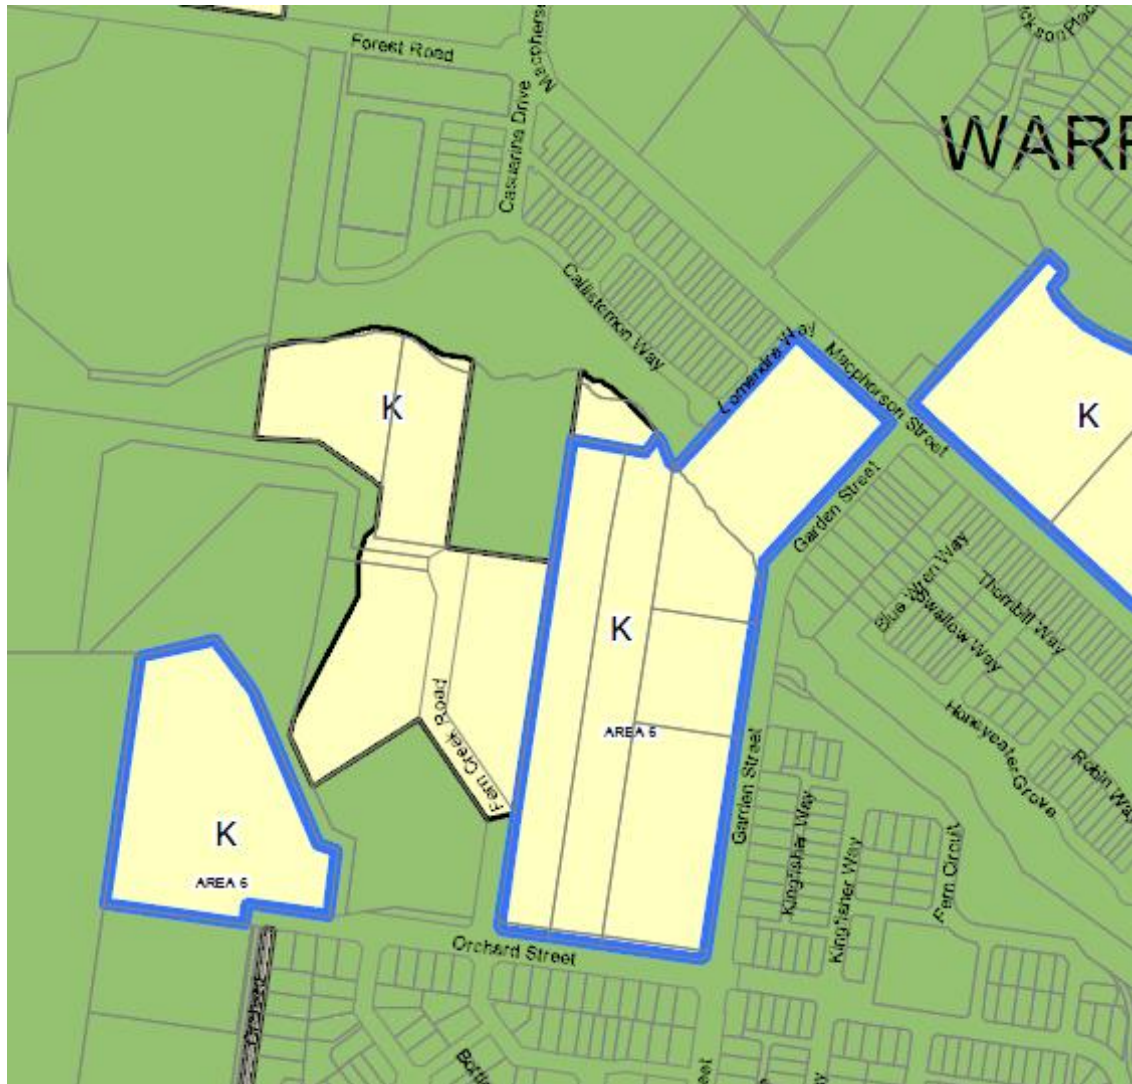 Forest Road
Casuarina Drive
WARR
Callistemon Way
Lomandra Way
Macpherson Street
K
K
Garden Street
Blue Wren Way
Thornbill Way
Swallow Way
K
Fern Creek Road
AREA 6
Honeyeater Grove
Robin Way
Garden Street
Kingfisher Way
Kingfisher Way
Fern Circuit
K
AREA 6
Orchard Street
Orchard